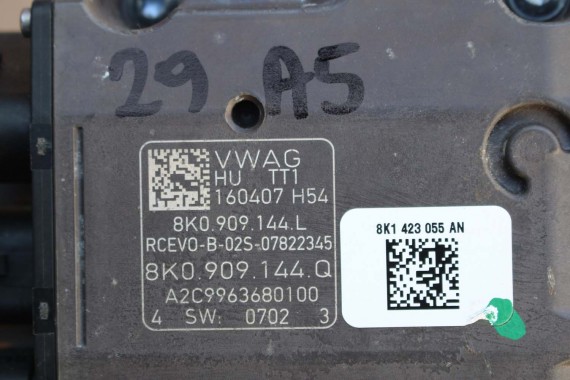 29 A5
VWAG
HU TT1
160407 H54
8K0.909.144.L
RCEVO-B-02S-07822345
8K0.909.144.Q
A2C9963680100
4 SW: 0702 3
8K1 423 055 AN